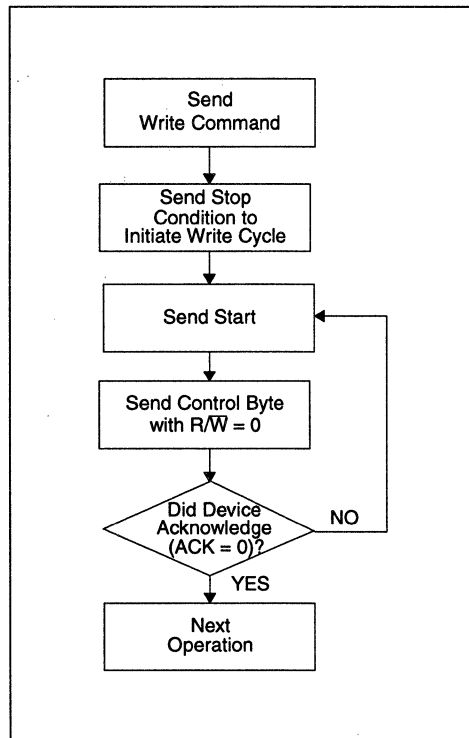 Send
Write Command
Send Stop
Condition to
Initiate Write Cycle
Send Start
Send Control Byte
with R/W̅ = 0
Did Device
Acknowledge
(ACK = 0)?
NO
YES
Next
Operation